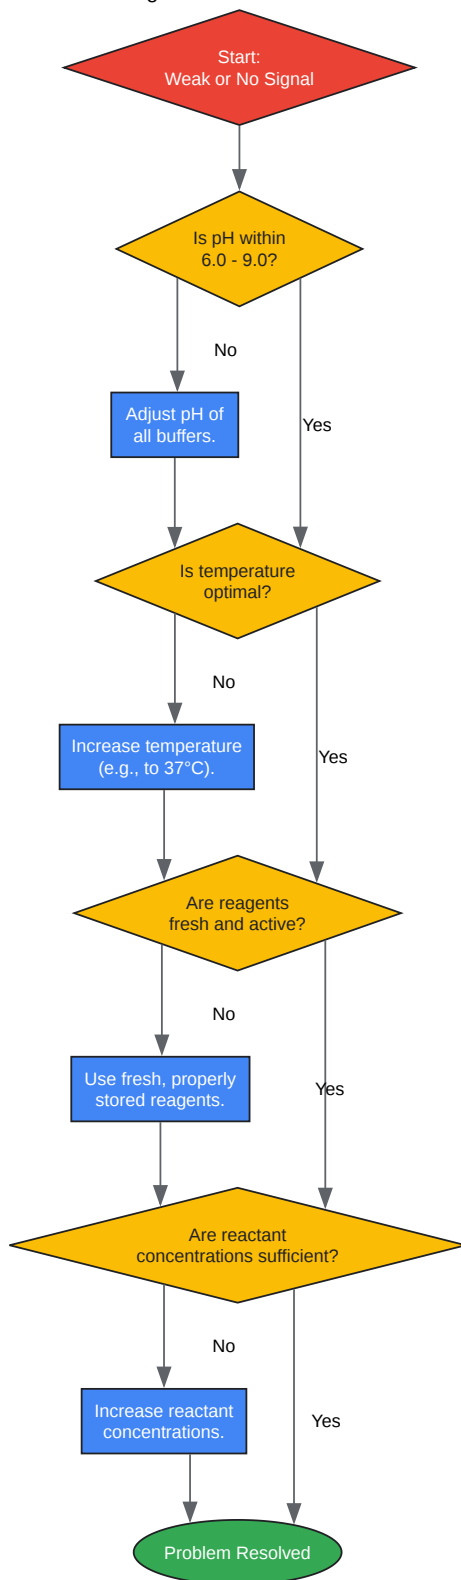 Start:
Weak or No Signal
Is pH within
6.0 - 9.0?
No
Adjust pH of
all buffers.
Yes
Is temperature
optimal?
No
Increase temperature
(e.g., to 37°C).
Yes
Are reagents
fresh and active?
No
Use fresh, properly
stored reagents.
Yes
Are reactant
concentrations sufficient?
No
Increase reactant
concentrations.
Yes
Problem Resolved